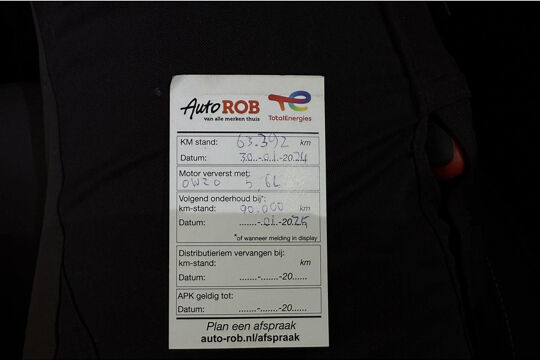 Auto ROB
van alle merken thuis
TotalEnergies
KM stand: 63.392 km
Datum: 30-01-2024
Motor ververst met:
0W20 5,6L
Volgend onderhoud bij*:
km-stand: 90.000 km
Datum: .......-01-2025
*of wanneer melding in display
Distributieriem vervangen bij:
km-stand: km
Datum: .......-.......-20.......
APK geldig tot:
Datum: .......-.......-20.......
Plan een afspraak
auto-rob.nl/afspraak